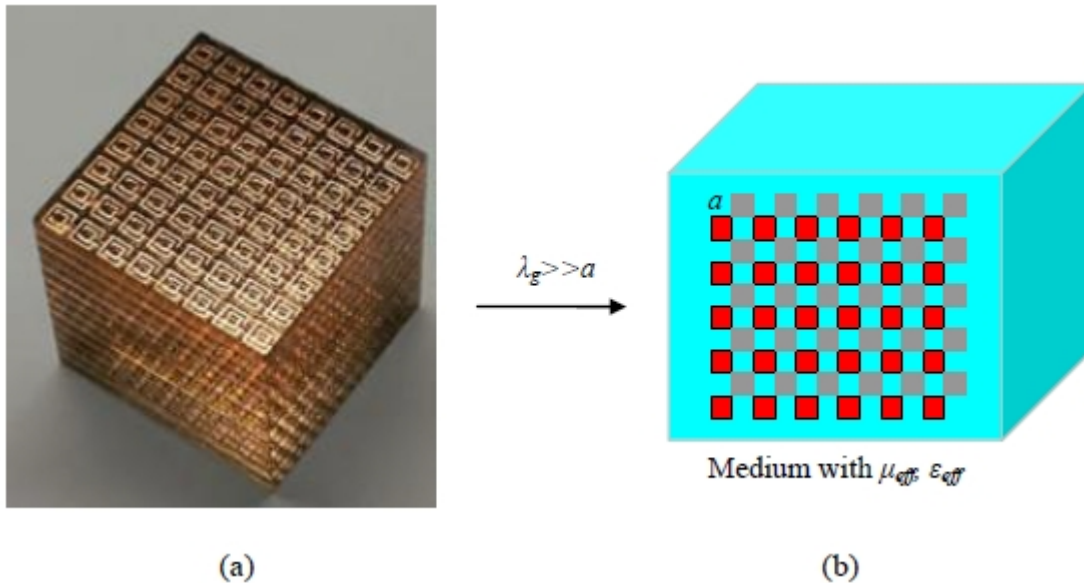 a
λg>>a
Medium with μeff, εeff
(a)
(b)